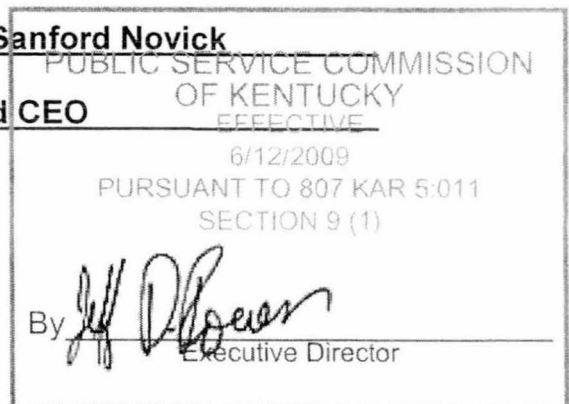 Sanford Novick
PUBLIC SERVICE COMMISSION
OF KENTUCKY
d CEO
EFFECTIVE
6/12/2009
PURSUANT TO 807 KAR 5:011
SECTION 9 (1)
By Jeff D. 
Executive Director